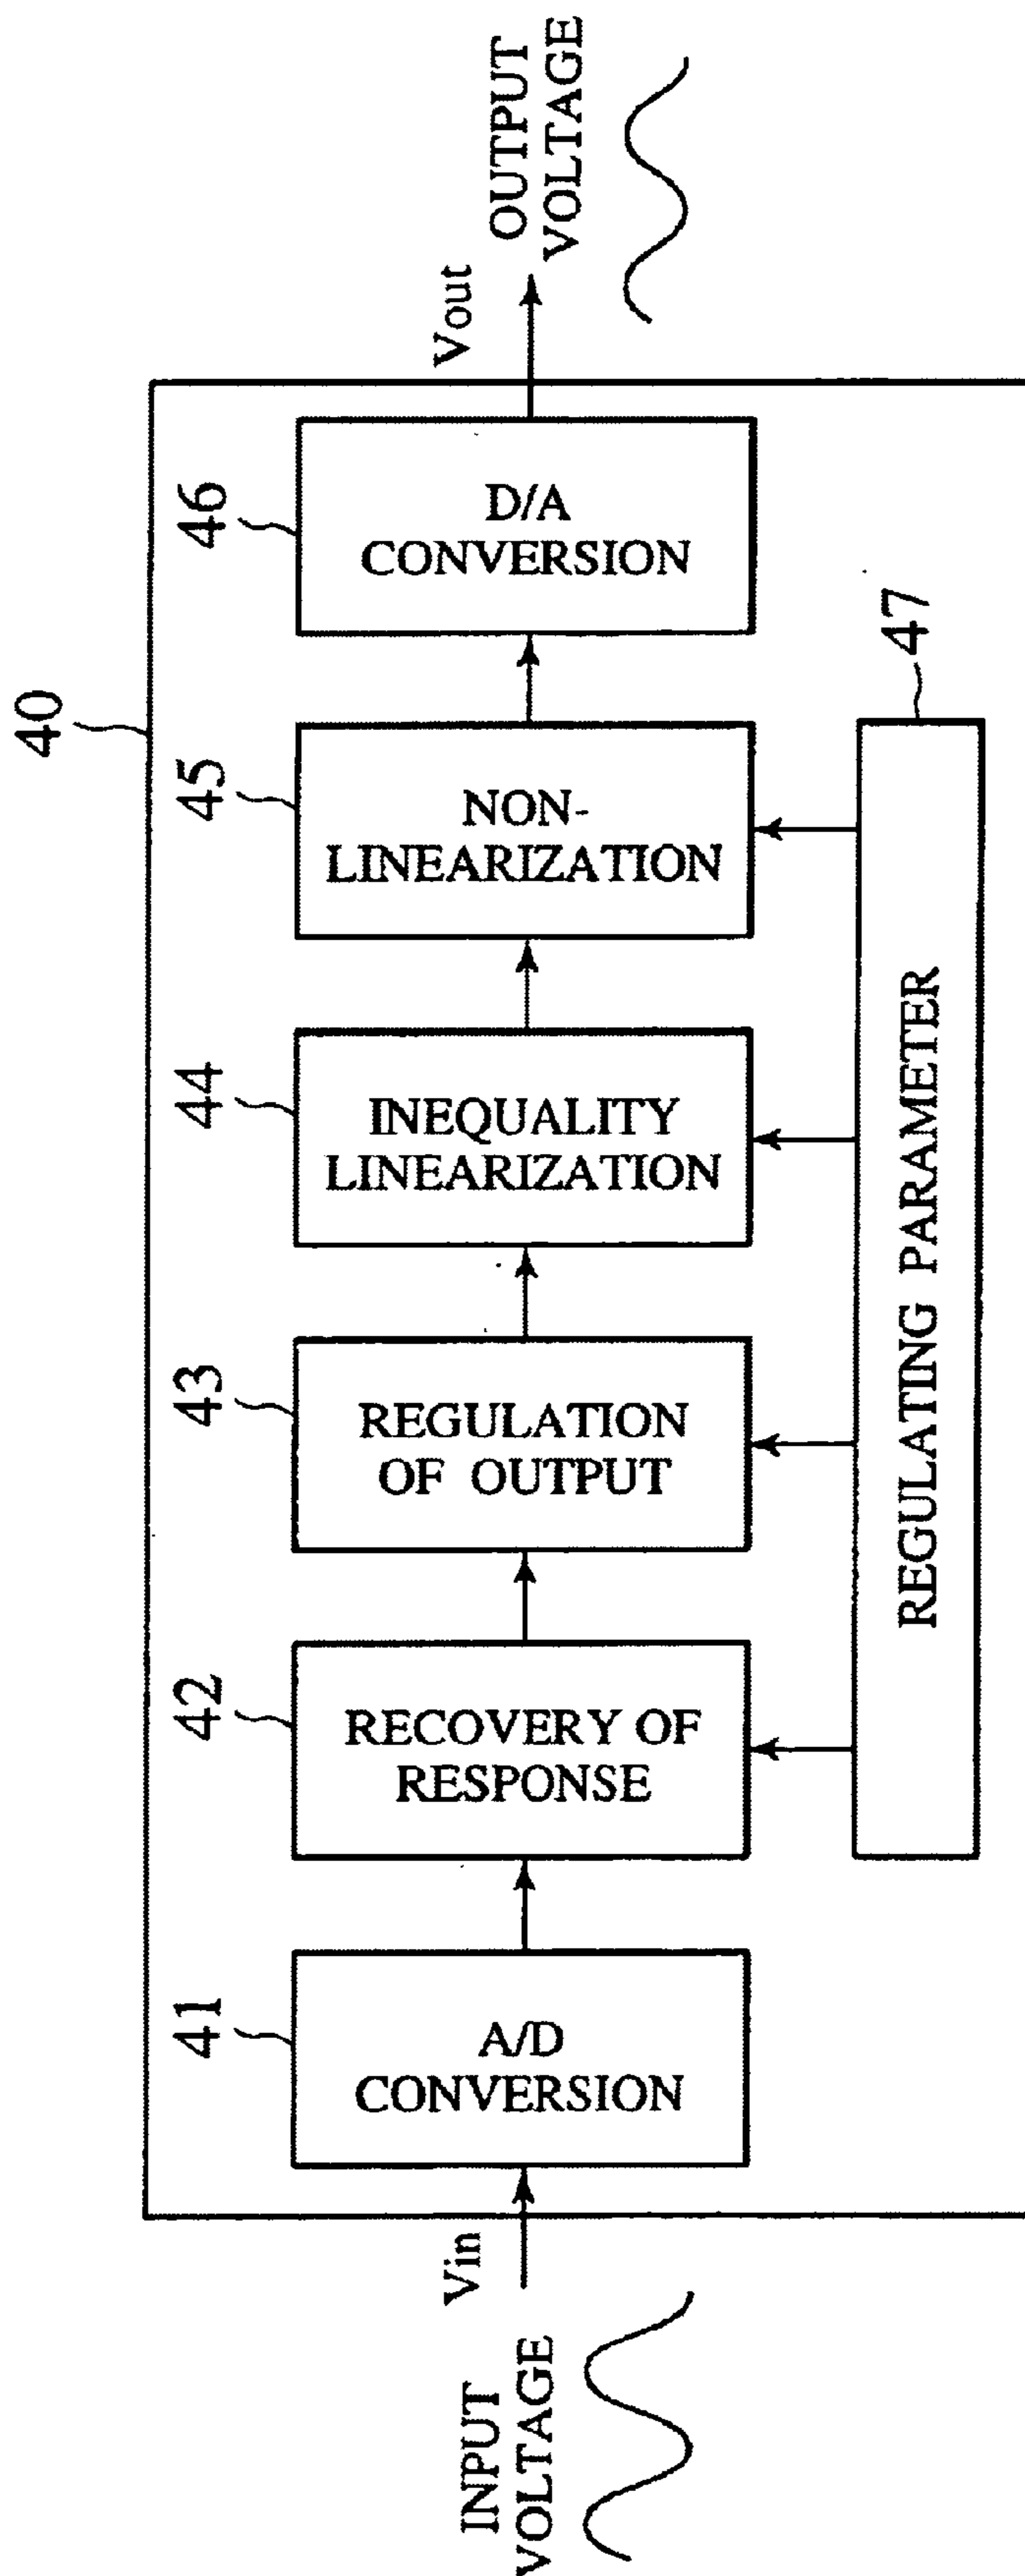 40
INPUT
VOLTAGE
Vin
41
A/D
CONVERSION
42
RECOVERY OF
RESPONSE
43
REGULATION
OF OUTPUT
44
INEQUALITY
LINEARIZATION
45
NON-
LINEARIZATION
46
D/A
CONVERSION
Vout
OUTPUT
VOLTAGE
REGULATING PARAMETER
47